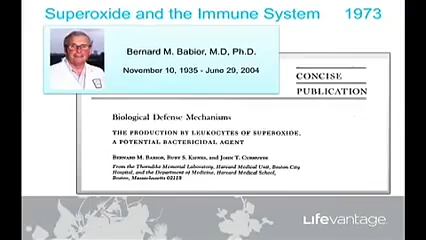 Superoxide and the Immune System 1973
Bernard M. Babior, M.D, Ph.D.
November 10, 1935 - June 29, 2004
CONCISE
PUBLICATION
Biological Defense Mechanisms
THE PRODUCTION BY LEUKOCYTES OF SUPEROXIDE,
A POTENTIAL BACTERICIDAL AGENT
BERNARD M. BABIOR, RUBY S. KIPNES, and JOHN T. CURNUTTE
From the Thorndike Memorial Laboratory, Harvard Medical Unit, Boston City
Hospital, and the Department of Medicine, Harvard Medical School,
Boston, Massachusetts 02118
Lifevantage.